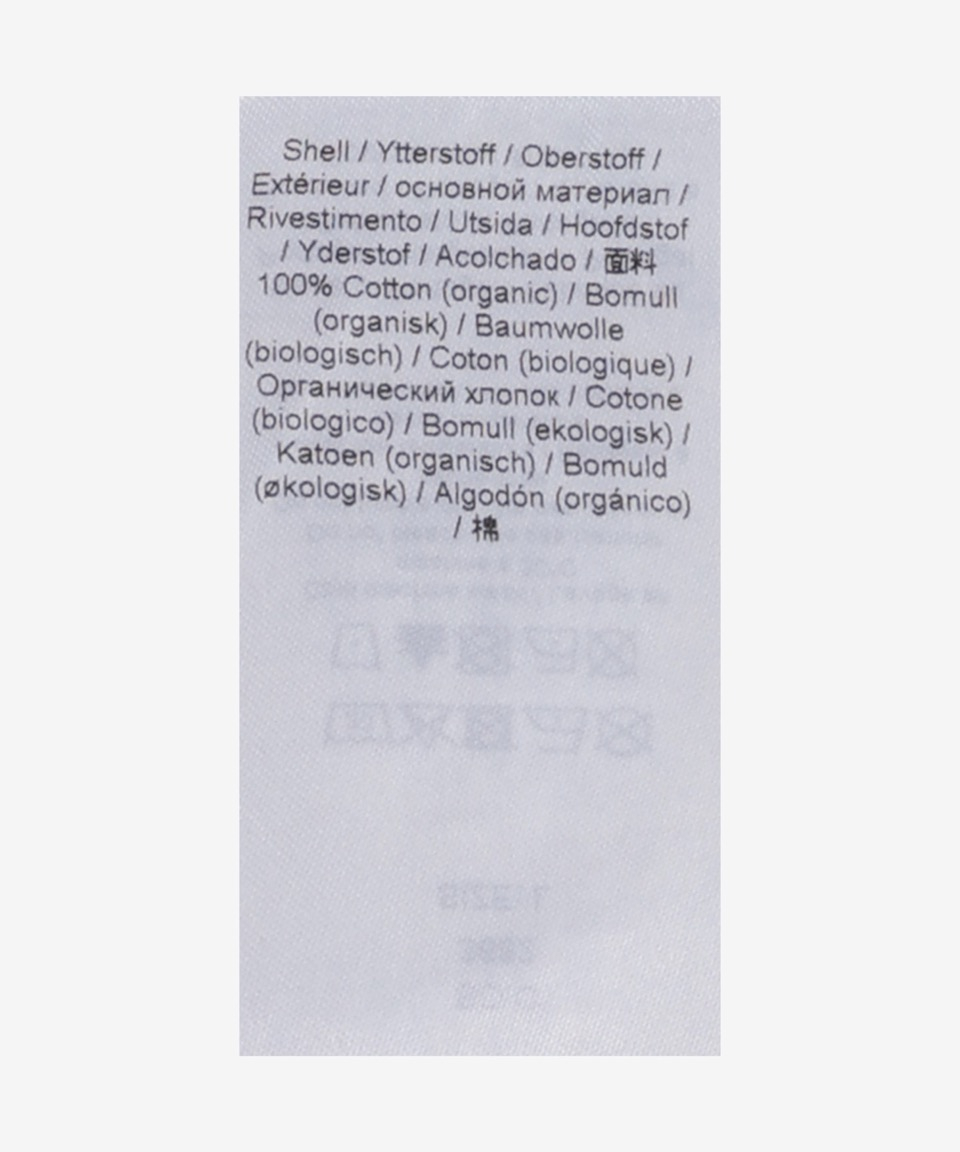 Shell / Ytterstoff / Oberstoff /
Extérieur / основной материал /
Rivestimento / Utsida / Hoofdstof
/ Yderstof / Acolchado / 面料
100% Cotton (organic) / Bomull
(organisk) / Baumwolle
(biologisch) / Coton (biologique) /
Органический хлопок / Cotone
(biologico) / Bomull (ekologisk) /
Katoen (organisch) / Bomuld
(økologisk) / Algodón (orgánico)
/ 棉